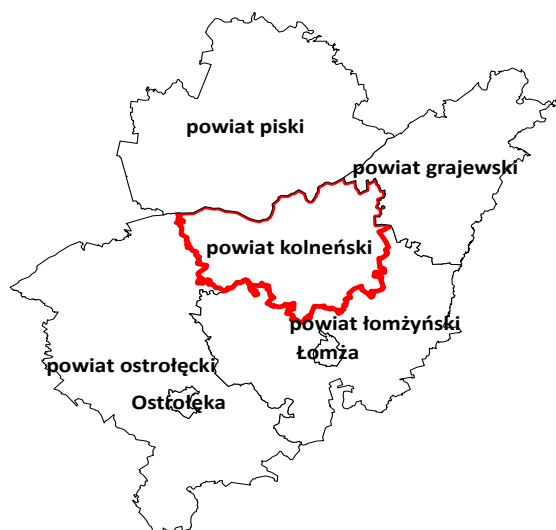 powiat piski
powiat grajewski
powiat kolneński
powiat łomżyński
Łomża
powiat ostrołęcki
Ostrołęka